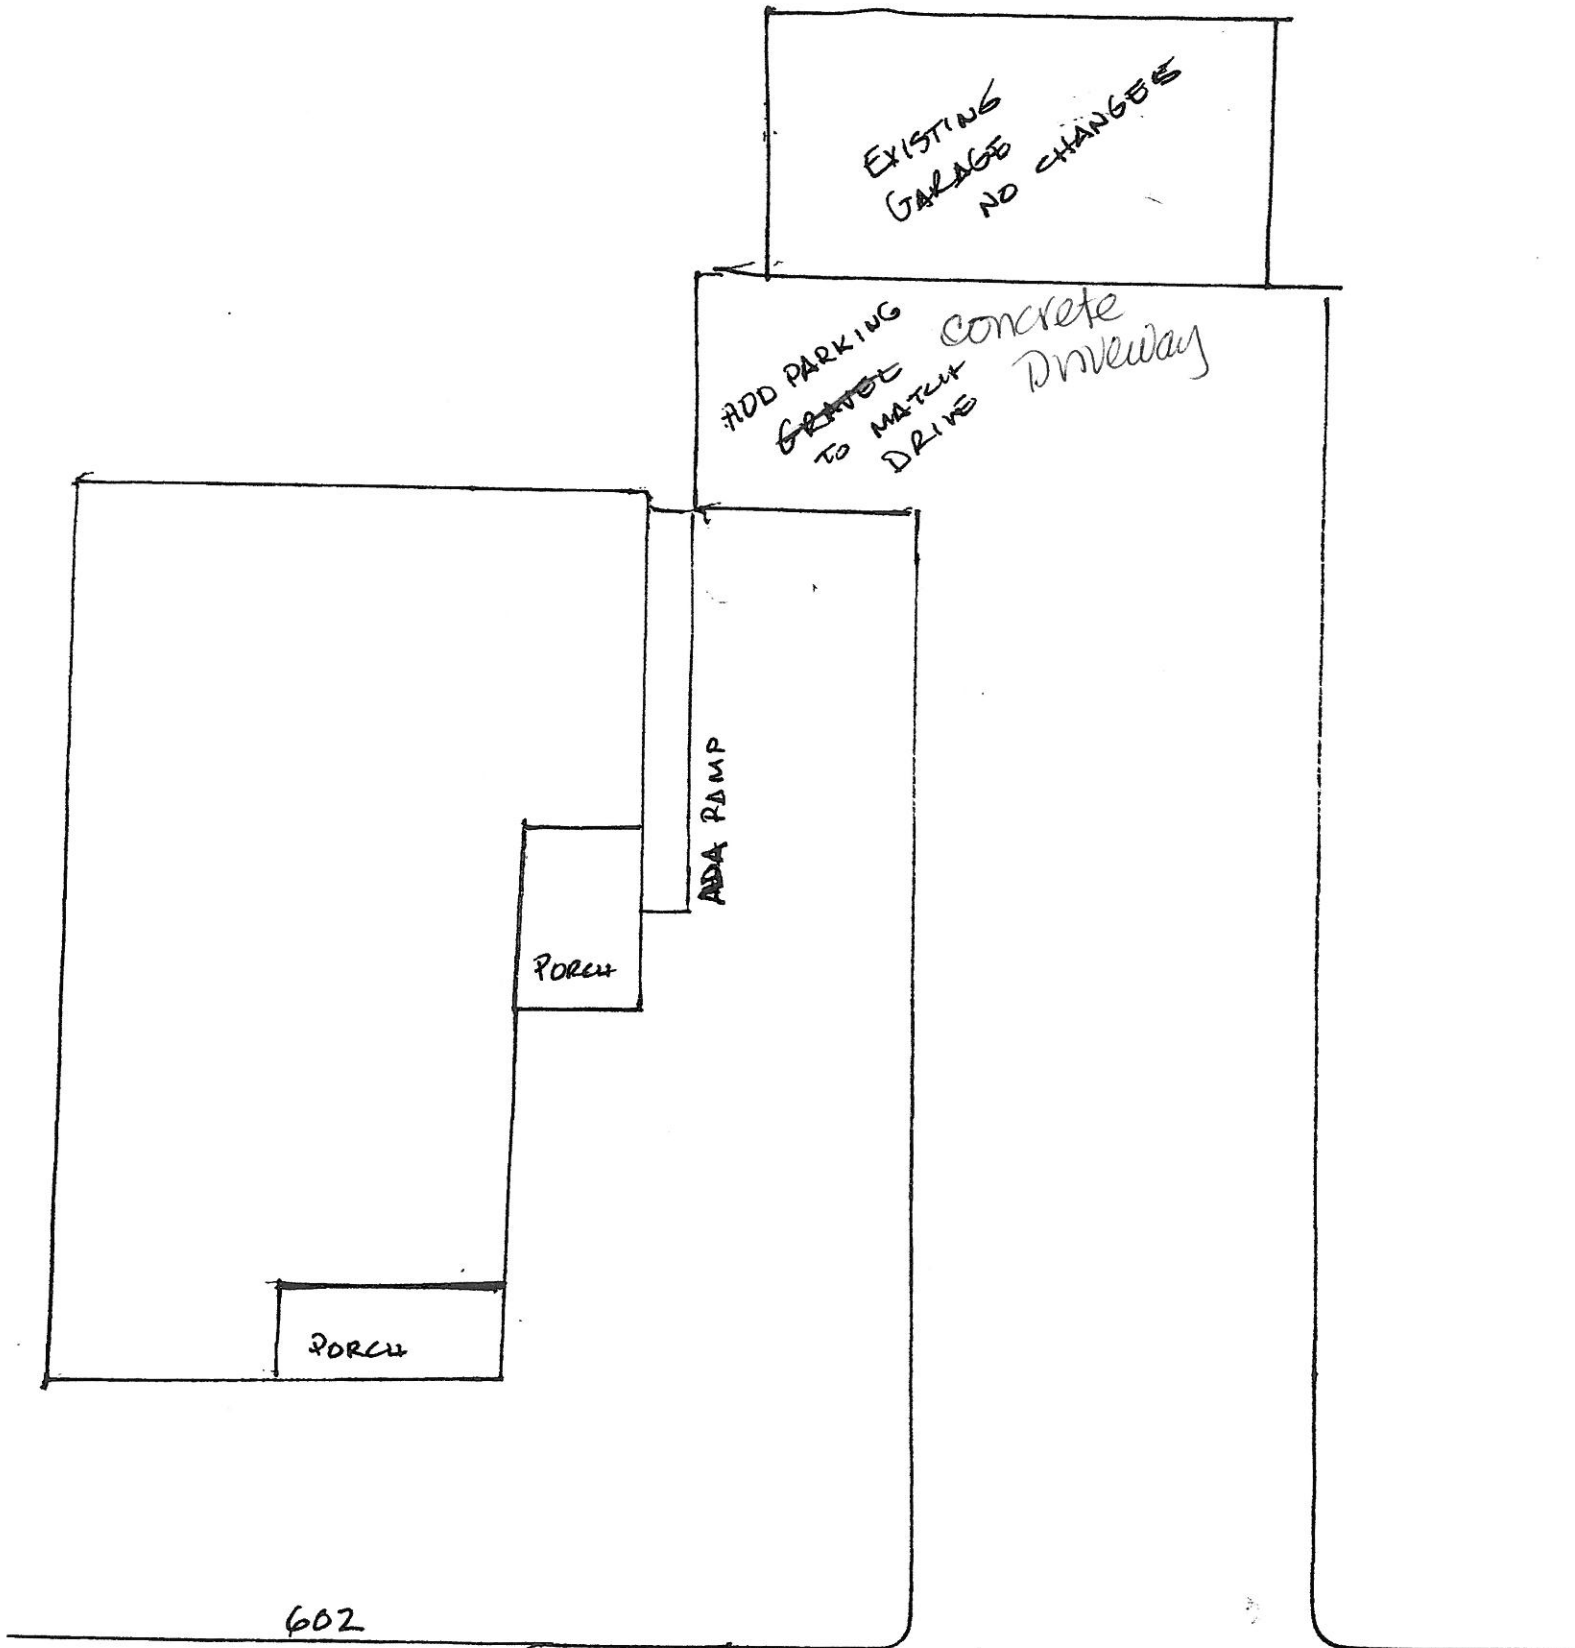 EXISTING
GARAGE
NO CHANGES
ADD PARKING
GRAVEL
TO MATCH
DRIVE
concrete
Driveway
ADA RAMP
PORCH
PORCH
602